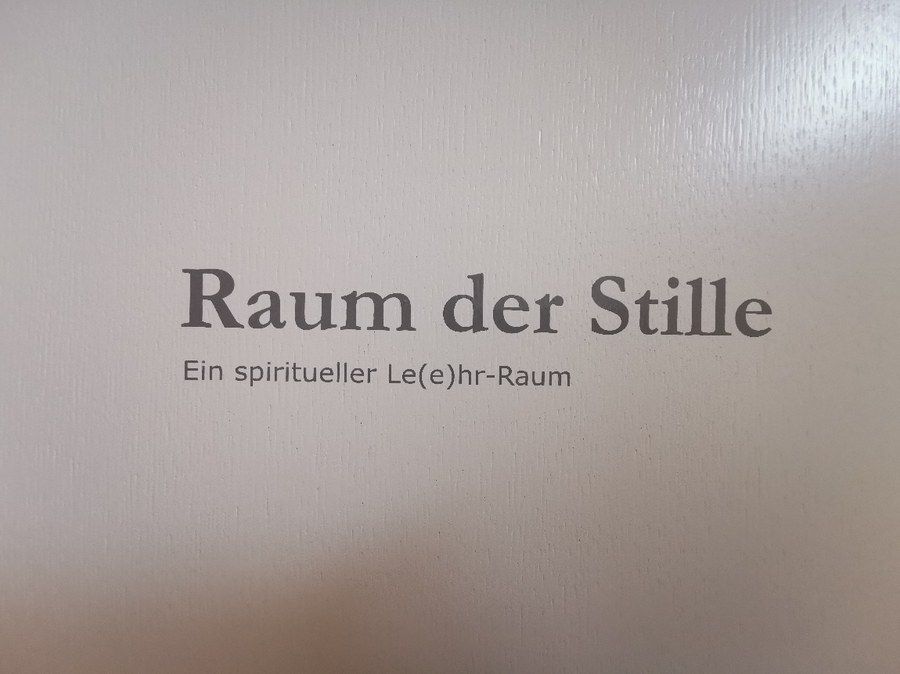 Raum der Stille
Ein spiritueller Le(e)hr-Raum